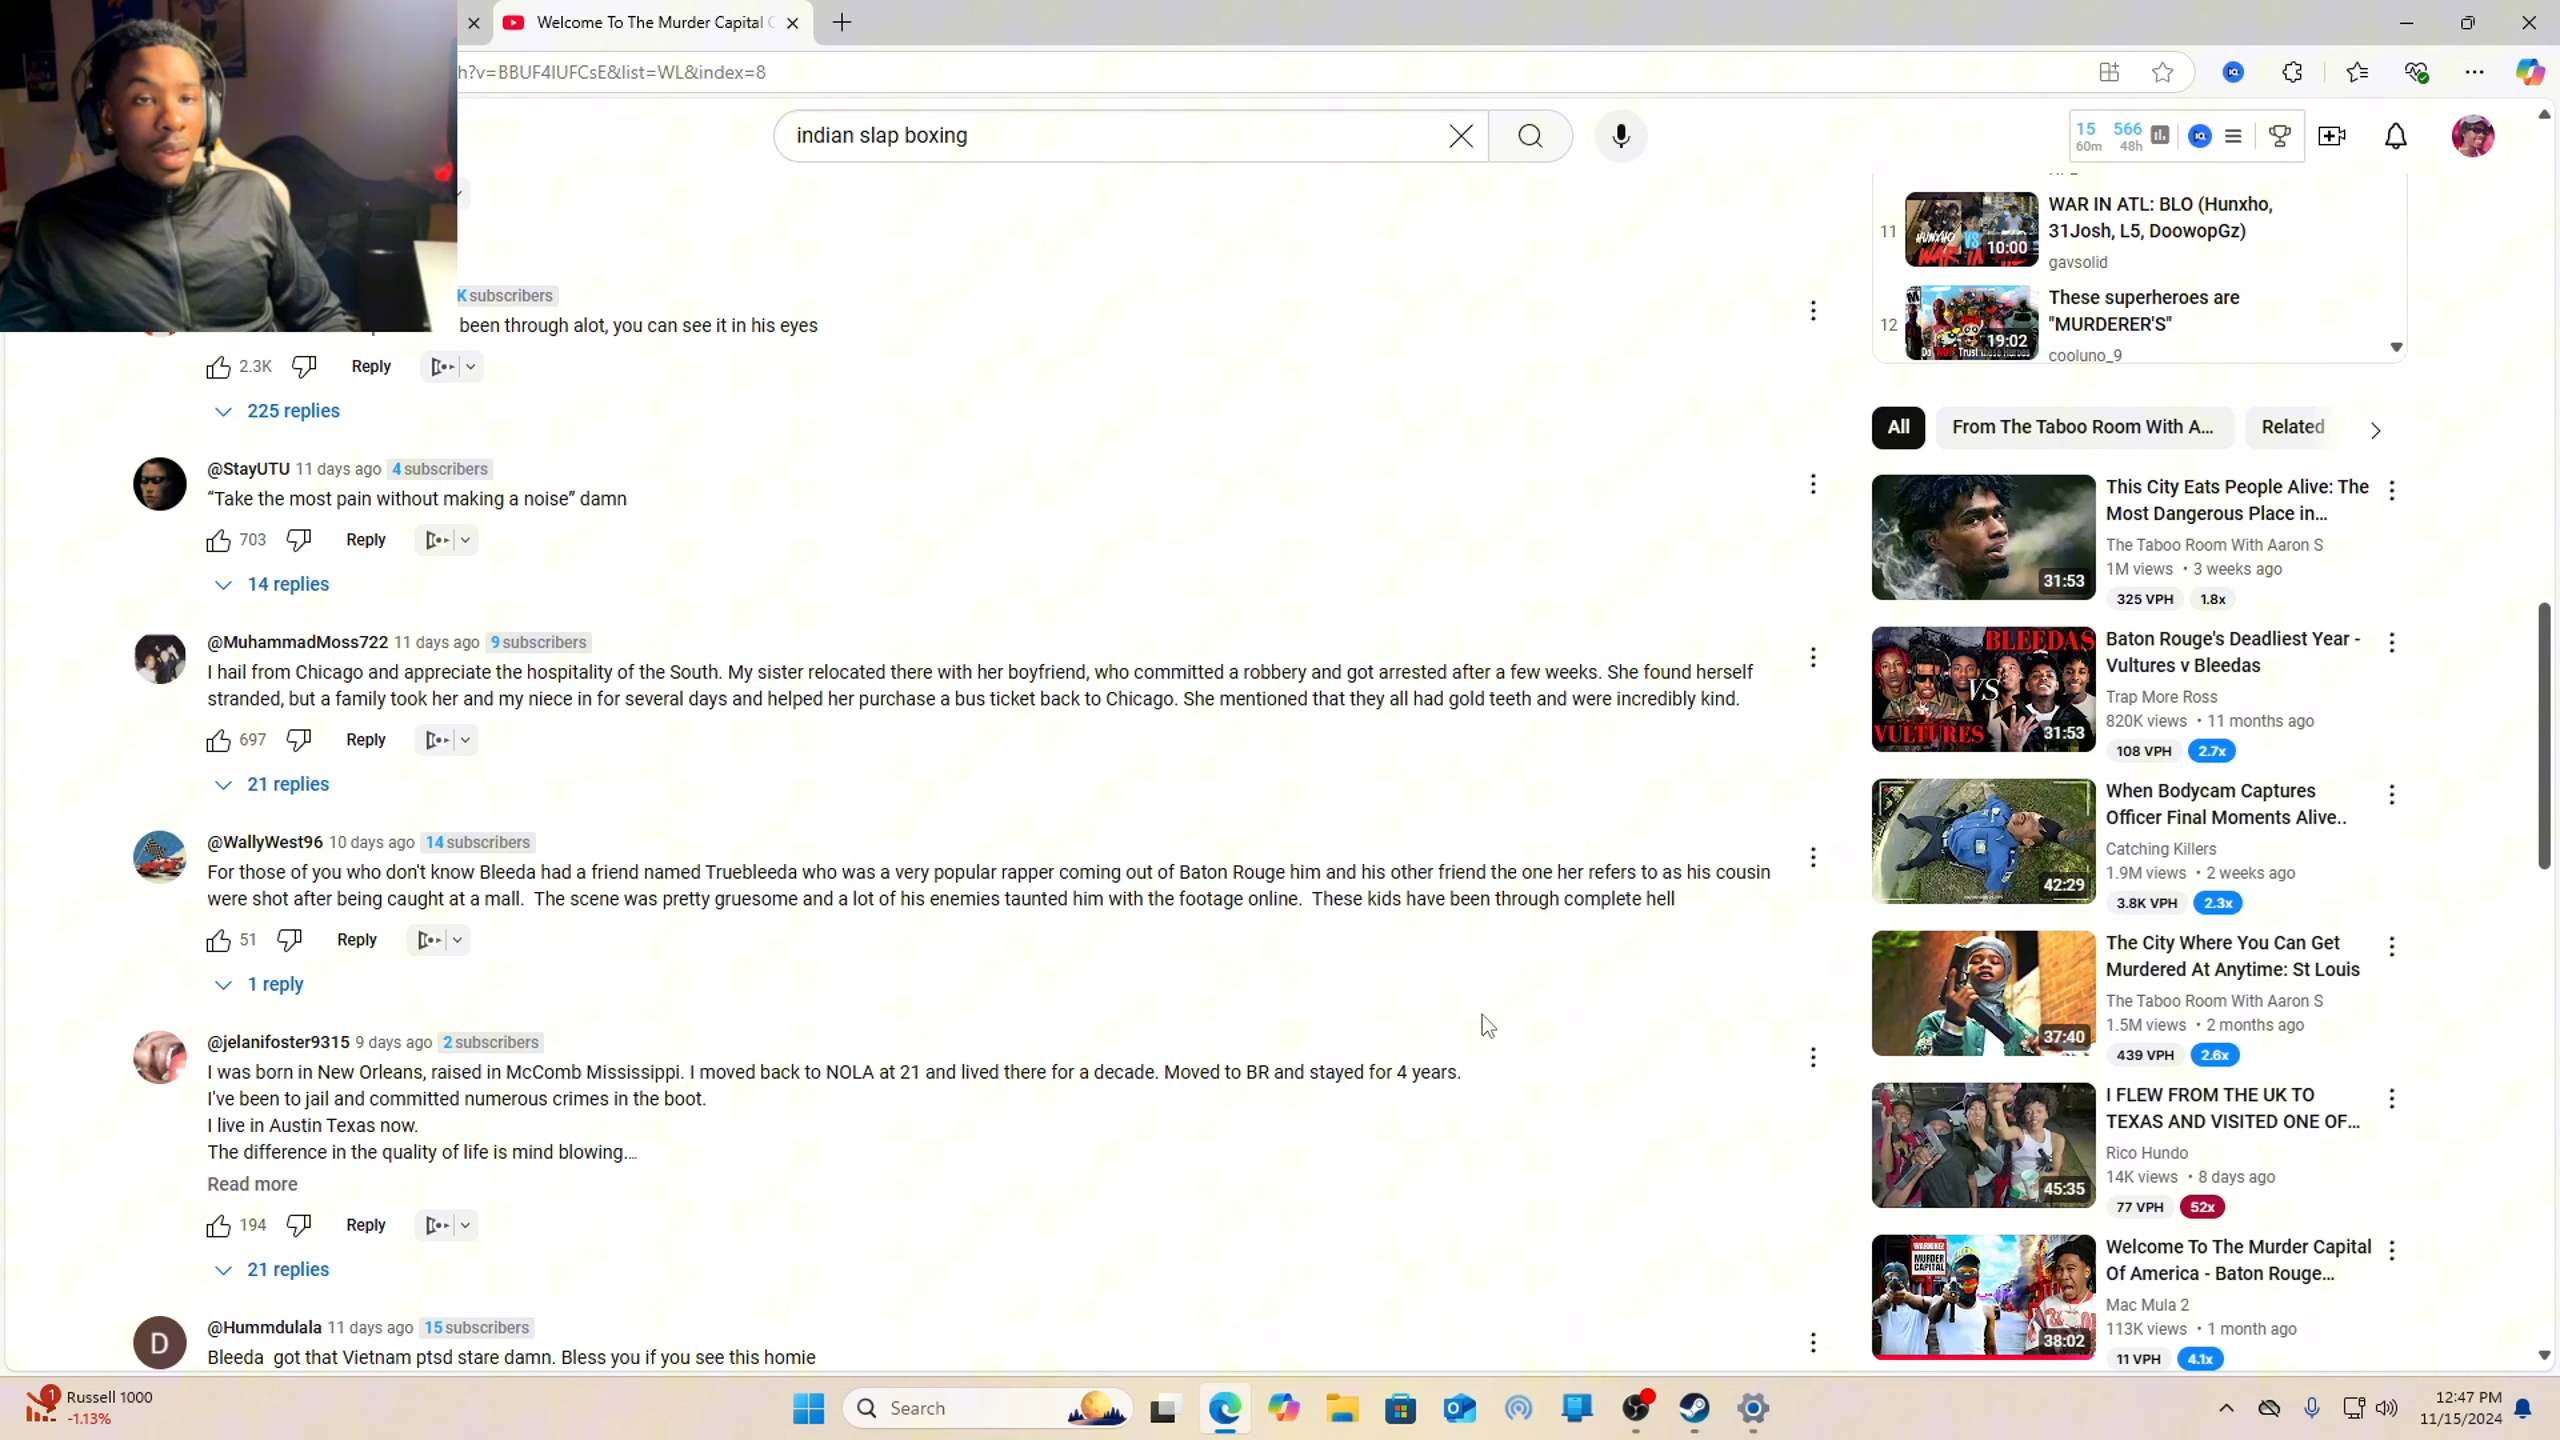 Welcome To The Murder Capital
h?v=BBUF4IUFCsE&list=WL&index=8
indian slap boxing
15 566
60m 48h
K subscribers
been through alot, you can see it in his eyes
2.3K Reply
225 replies
@StayUTU 11 days ago 4 subscribers
“Take the most pain without making a noise” damn
703 Reply
14 replies
@MuhammadMoss722 11 days ago 9 subscribers
I hail from Chicago and appreciate the hospitality of the South. My sister relocated there with her boyfriend, who committed a robbery and got arrested after a few weeks. She found herself
stranded, but a family took her and my niece in for several days and helped her purchase a bus ticket back to Chicago. She mentioned that they all had gold teeth and were incredibly kind.
697 Reply
21 replies
@WallyWest96 10 days ago 14 subscribers
For those of you who don't know Bleeda had a friend named Truebleeda who was a very popular rapper coming out of Baton Rouge him and his other friend the one her refers to as his cousin
were shot after being caught at a mall. The scene was pretty gruesome and a lot of his enemies taunted him with the footage online. These kids have been through complete hell
51 Reply
1 reply
@jelanifoster9315 9 days ago 2 subscribers
I was born in New Orleans, raised in McComb Mississippi. I moved back to NOLA at 21 and lived there for a decade. Moved to BR and stayed for 4 years.
I've been to jail and committed numerous crimes in the boot.
I live in Austin Texas now.
The difference in the quality of life is mind blowing...
Read more
194 Reply
21 replies
@Hummdulala 11 days ago 15 subscribers
D
Bleeda got that Vietnam ptsd stare damn. Bless you if you see this homie
11
WAR IN ATL: BLO (Hunxho,
31Josh, L5, DoowopGz)
gavsolid
HUNXHO VS
WAR IN
10:00
12
These superheroes are
"MURDERER'S"
cooluno_9
Do NOT Trust these Heroes
19:02
All From The Taboo Room With A... Related
This City Eats People Alive: The
Most Dangerous Place in...
The Taboo Room With Aaron S
1M views • 3 weeks ago
325 VPH 1.8x
31:53
Baton Rouge's Deadliest Year -
Vultures v Bleedas
Trap More Ross
820K views • 11 months ago
108 VPH 2.7x
BLEEDAS
VS
VULTURES
31:53
When Bodycam Captures
Officer Final Moments Alive..
Catching Killers
1.9M views • 2 weeks ago
3.8K VPH 2.3x
42:29
The City Where You Can Get
Murdered At Anytime: St Louis
The Taboo Room With Aaron S
1.5M views • 2 months ago
439 VPH 2.6x
37:40
I FLEW FROM THE UK TO
TEXAS AND VISITED ONE OF...
Rico Hundo
14K views • 8 days ago
77 VPH 52x
45:35
Welcome To The Murder Capital
Of America - Baton Rouge...
Mac Mula 2
113K views • 1 month ago
11 VPH 4.1x
WARNING!
MURDER
CAPITAL
38:02
1
Russell 1000
-1.13%
Search
12:47 PM
11/15/2024